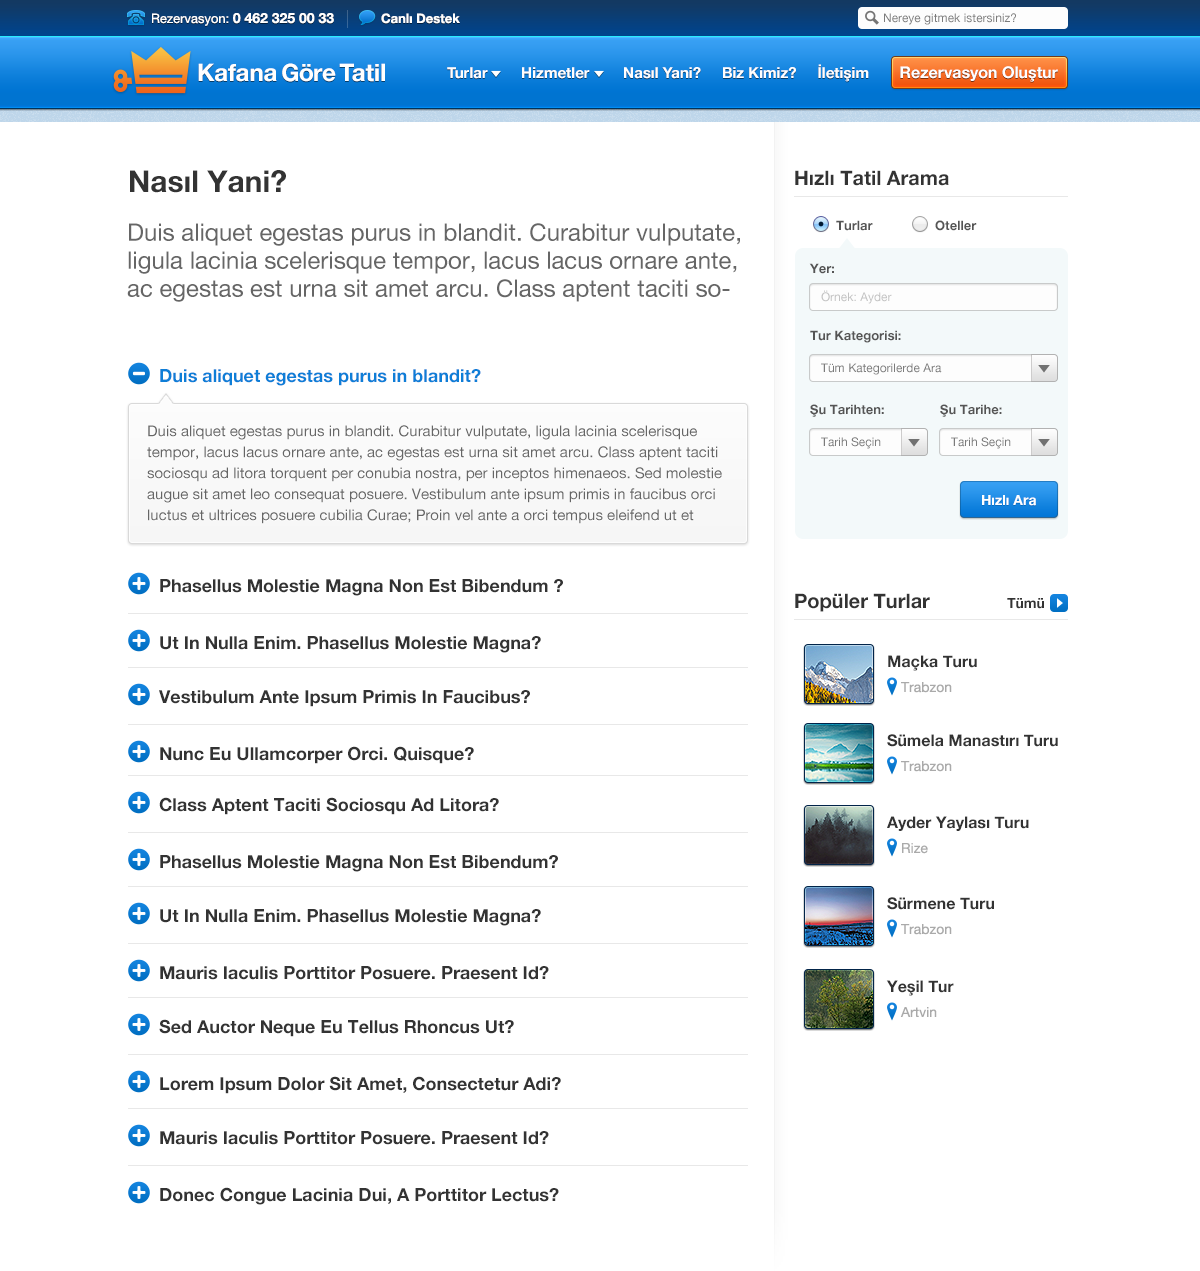 Rezervasyon: 0 462 325 00 33
Canlı Destek
Nereye gitmek istersiniz?
Kafana Göre Tatil
Turlar
Hizmetler
Nasıl Yani?
Biz Kimiz?
İletişim
Rezervasyon Oluştur
Nasıl Yani?
Duis aliquet egestas purus in blandit. Curabitur vulputate,
ligula lacinia scelerisque tempor, lacus lacus ornare ante,
ac egestas est urna sit amet arcu. Class aptent taciti so-
Duis aliquet egestas purus in blandit?
Duis aliquet egestas purus in blandit. Curabitur vulputate, ligula lacinia scelerisque
tempor, lacus lacus ornare ante, ac egestas est urna sit amet arcu. Class aptent taciti
sociosqu ad litora torquent per conubia nostra, per inceptos himenaeos. Sed molestie
augue sit amet leo consequat posuere. Vestibulum ante ipsum primis in faucibus orci
luctus et ultrices posuere cubilia Curae; Proin vel ante a orci tempus eleifend ut et
Phasellus Molestie Magna Non Est Bibendum ?
Ut In Nulla Enim. Phasellus Molestie Magna?
Vestibulum Ante Ipsum Primis In Faucibus?
Nunc Eu Ullamcorper Orci. Quisque?
Class Aptent Taciti Sociosqu Ad Litora?
Phasellus Molestie Magna Non Est Bibendum?
Ut In Nulla Enim. Phasellus Molestie Magna?
Mauris Iaculis Porttitor Posuere. Praesent Id?
Sed Auctor Neque Eu Tellus Rhoncus Ut?
Lorem Ipsum Dolor Sit Amet, Consectetur Adi?
Mauris Iaculis Porttitor Posuere. Praesent Id?
Donec Congue Lacinia Dui, A Porttitor Lectus?
Hızlı Tatil Arama
Turlar
Oteller
Yer:
Örnek: Ayder
Tur Kategorisi:
Tüm Kategorilerde Ara
Şu Tarihten:
Şu Tarihe:
Tarih Seçin
Tarih Seçin
Hızlı Ara
Popüler Turlar
Tümü
Maçka Turu
Trabzon
Sümela Manastırı Turu
Trabzon
Ayder Yaylası Turu
Rize
Sürmene Turu
Trabzon
Yeşil Tur
Artvin